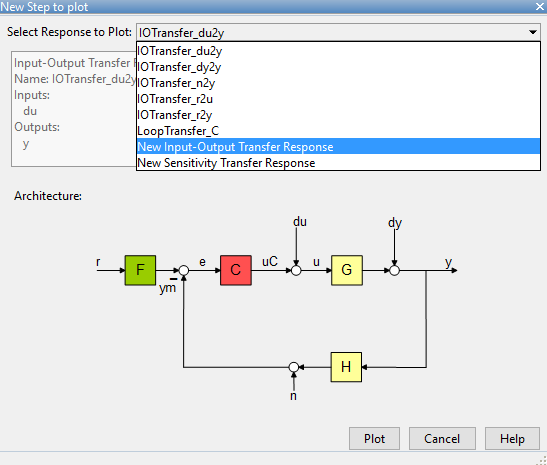 New Step to plot
Select Response to Plot: IOTransfer_du2y
IOTransfer_du2y
IOTransfer_dy2y
IOTransfer_n2y
IOTransfer_r2u
IOTransfer_r2y
LoopTransfer_C
New Input-Output Transfer Response
New Sensitivity Transfer Response
Input-Output Transfer
Name: IOTransfer_du2y
Inputs:
du
Outputs:
y
Architecture:
du dy
r F e C uC u G y
ym
H
n
Plot Cancel Help